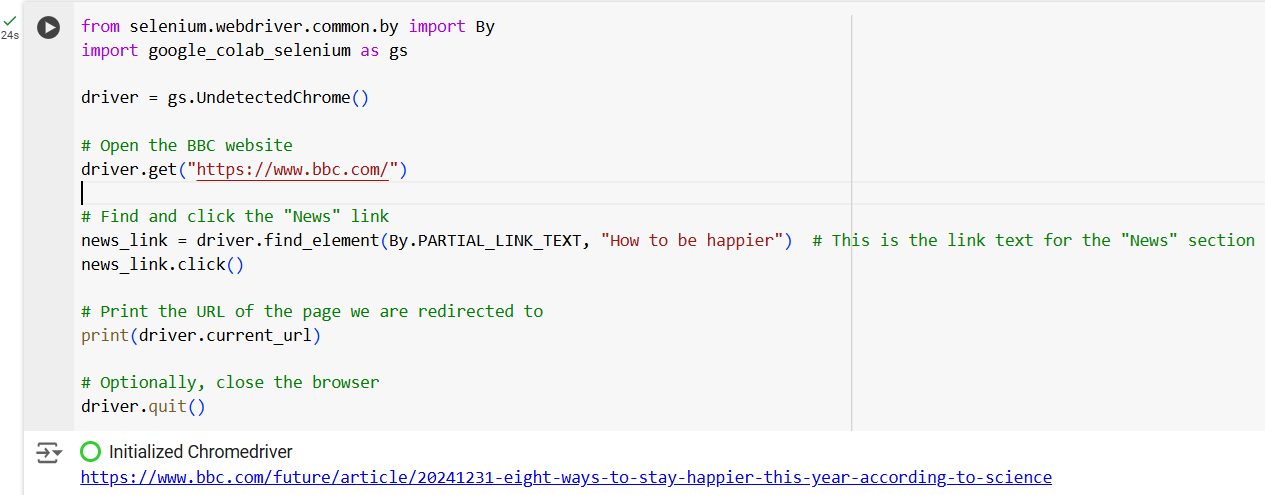 24s
from selenium.webdriver.common.by import By
import google_colab_selenium as gs
driver = gs.UndetectedChrome()
# Open the BBC website
driver.get("https://www.bbc.com/")
# Find and click the "News" link
news_link = driver.find_element(By.PARTIAL_LINK_TEXT, "How to be happier")  # This is the link text for the "News" section
news_link.click()
# Print the URL of the page we are redirected to
print(driver.current_url)
# Optionally, close the browser
driver.quit()
Initialized Chromedriver
https://www.bbc.com/future/article/20241231-eight-ways-to-stay-happier-this-year-according-to-science